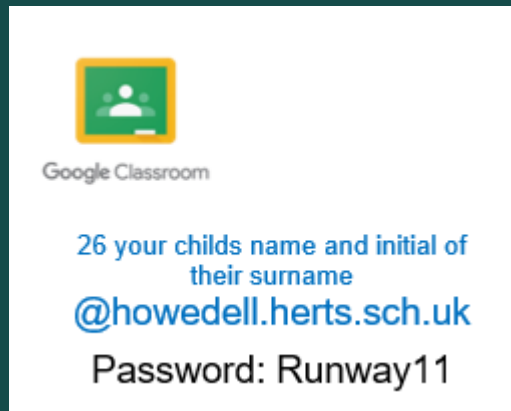 Google Classroom
26 your childs name and initial of
their surname
@howedell.herts.sch.uk
Password: Runway11